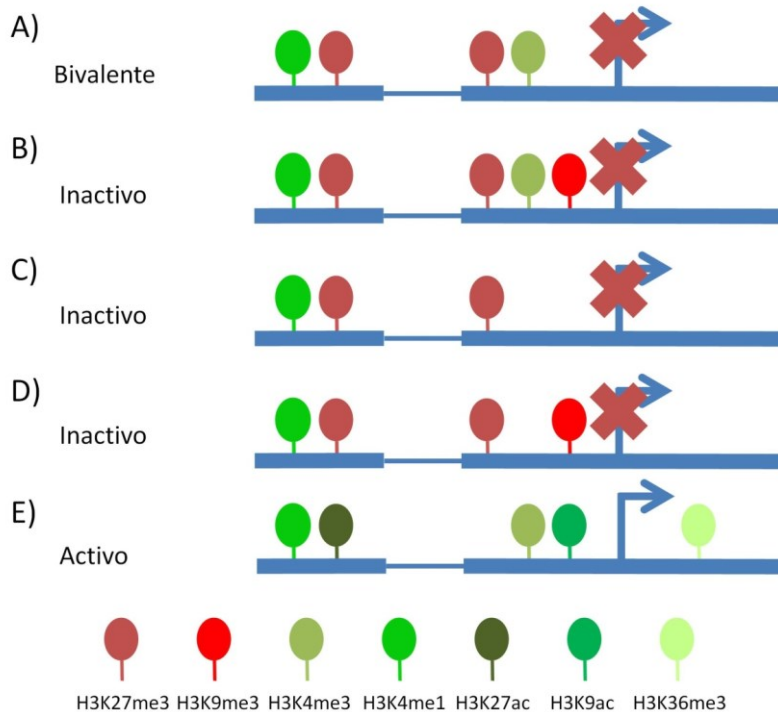 A)
Bivalente
B)
Inactivo
C)
Inactivo
D)
Inactivo
E)
Activo
H3K27me3 H3K9me3 H3K4me3 H3K4me1 H3K27ac H3K9ac H3K36me3